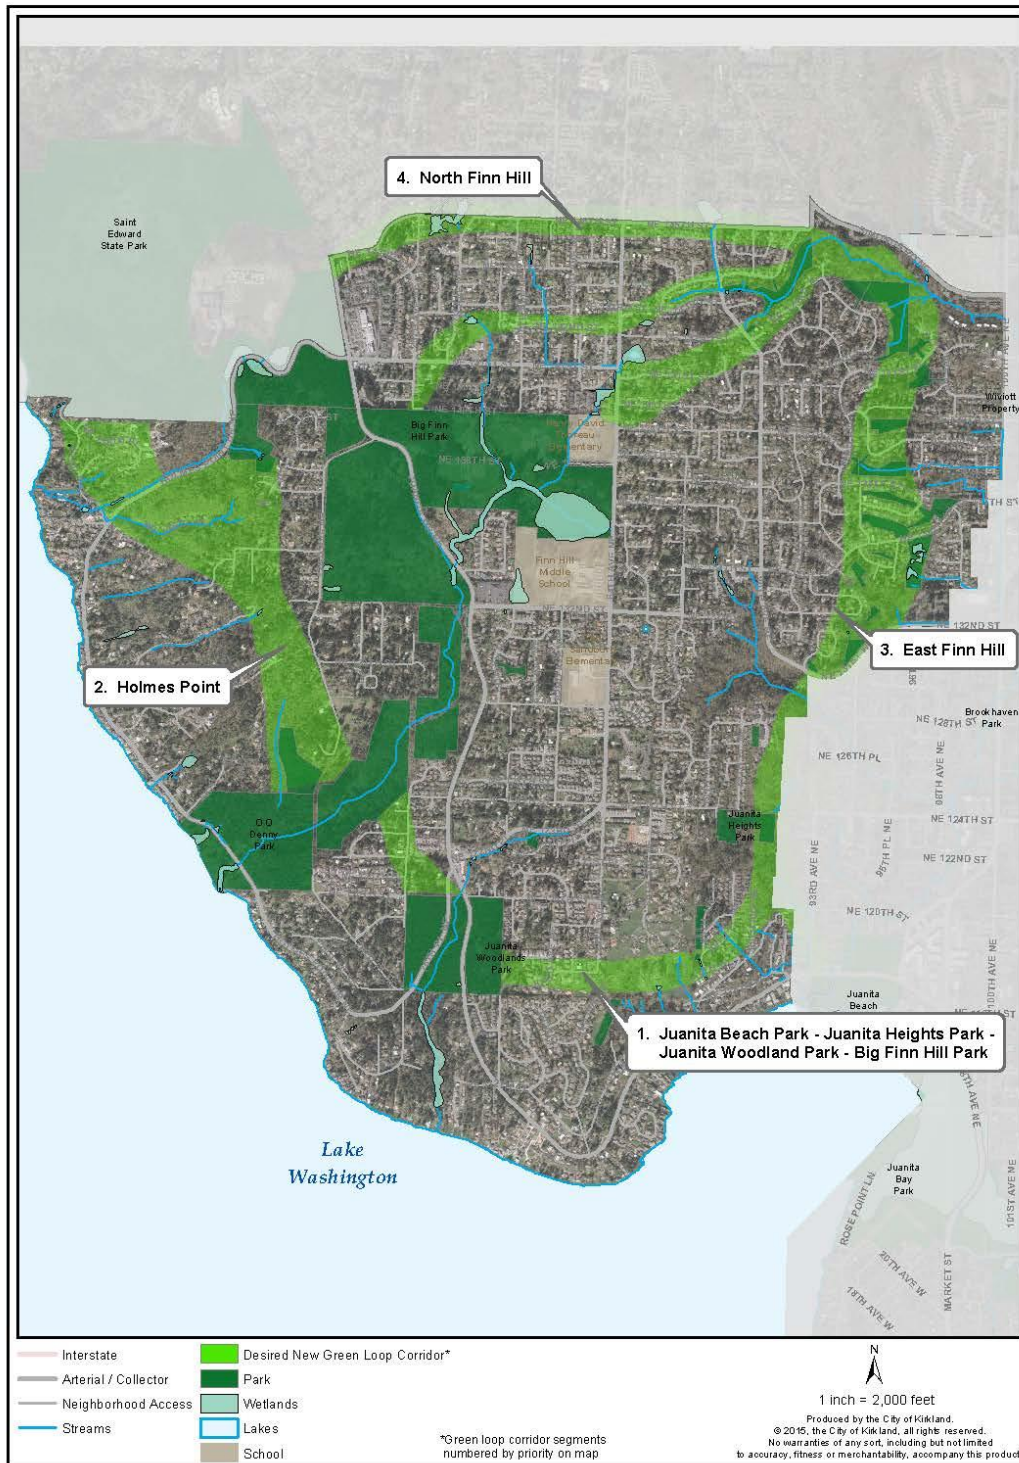 4. North Finn Hill
Saint
Edward
State Park
Wiviott
Property
Big Finn
Hill Park
NE 132ND ST
Finn Hill
Middle
School
NE 132ND ST
3. East Finn Hill
2. Holmes Point
Brookhaven
Park
NE 128TH ST
NE 126TH PL
98TH AVE NE
O O
Denny
Park
Juanita
Heights
Park
NE 124TH ST
NE 122ND ST
93RD AVE NE
95TH PL NE
NE 120TH ST
Juanita
Woodlands
Park
100TH AVE NE
Juanita
Beach
1. Juanita Beach Park - Juanita Heights Park -
Juanita Woodland Park - Big Finn Hill Park
Lake
Washington
Juanita
Bay
Park
ROSE POINT LN
101ST AVE NE
20TH AVE W
MARKET ST
18TH AVE W
Interstate
Arterial / Collector
Neighborhood Access
Streams
Desired New Green Loop Corridor*
Park
Wetlands
Lakes
School
*Green loop corridor segments
numbered by priority on map
N
1 inch = 2,000 feet
Produced by the City of Kirkland.
© 2015, the City of Kirkland, all rights reserved.
No warranties of any sort, including but not limited
to accuracy, fitness or merchantability, accompany this product